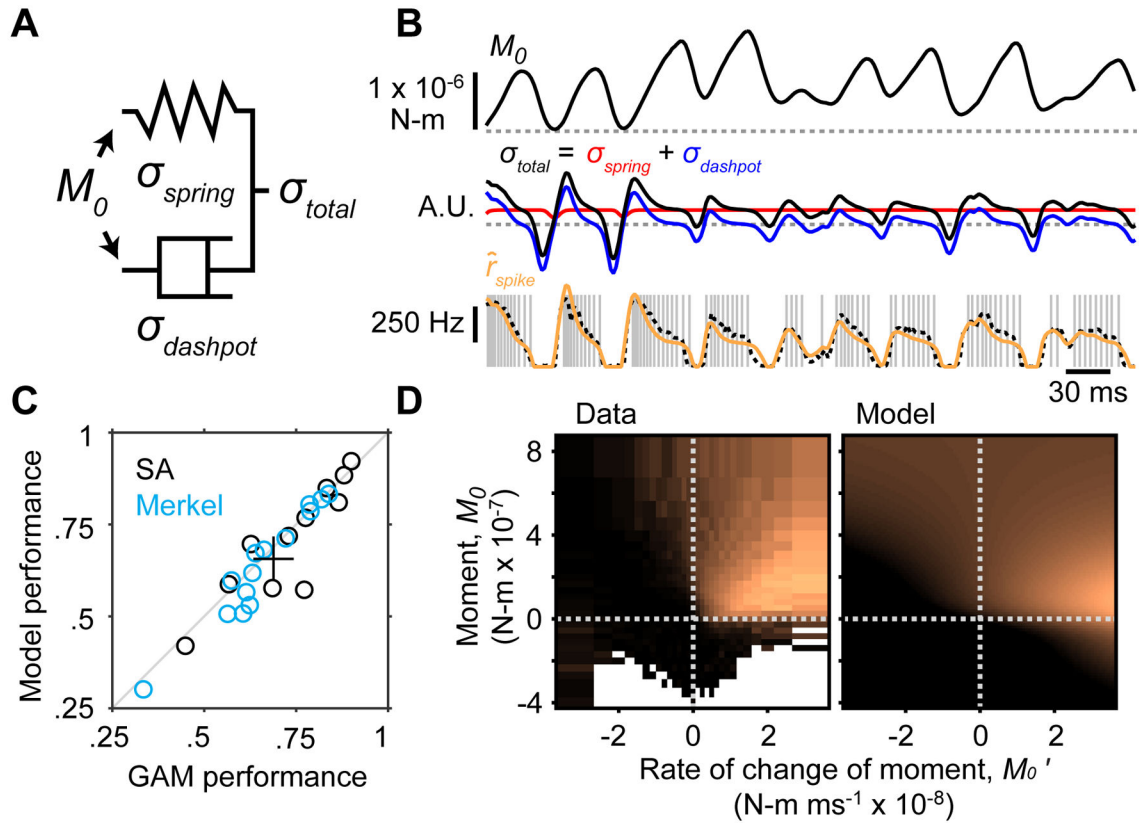 A
M₀
σspring
σtotal
σdashpot
B
M₀
1 x 10⁻⁶
N-m
σtotal = σspring + σdashpot
A.U.
r̂spike
250 Hz
30 ms
C
1
.75
.5
.25
SA
Merkel
Model performance
.25 .5 .75 1
GAM performance
D
Data Model
8
4
0
-4
Moment, M₀
(N-m x 10⁻⁷)
-2 0 2 -2 0 2
Rate of change of moment, M₀ '
(N-m ms⁻¹ x 10⁻⁸)